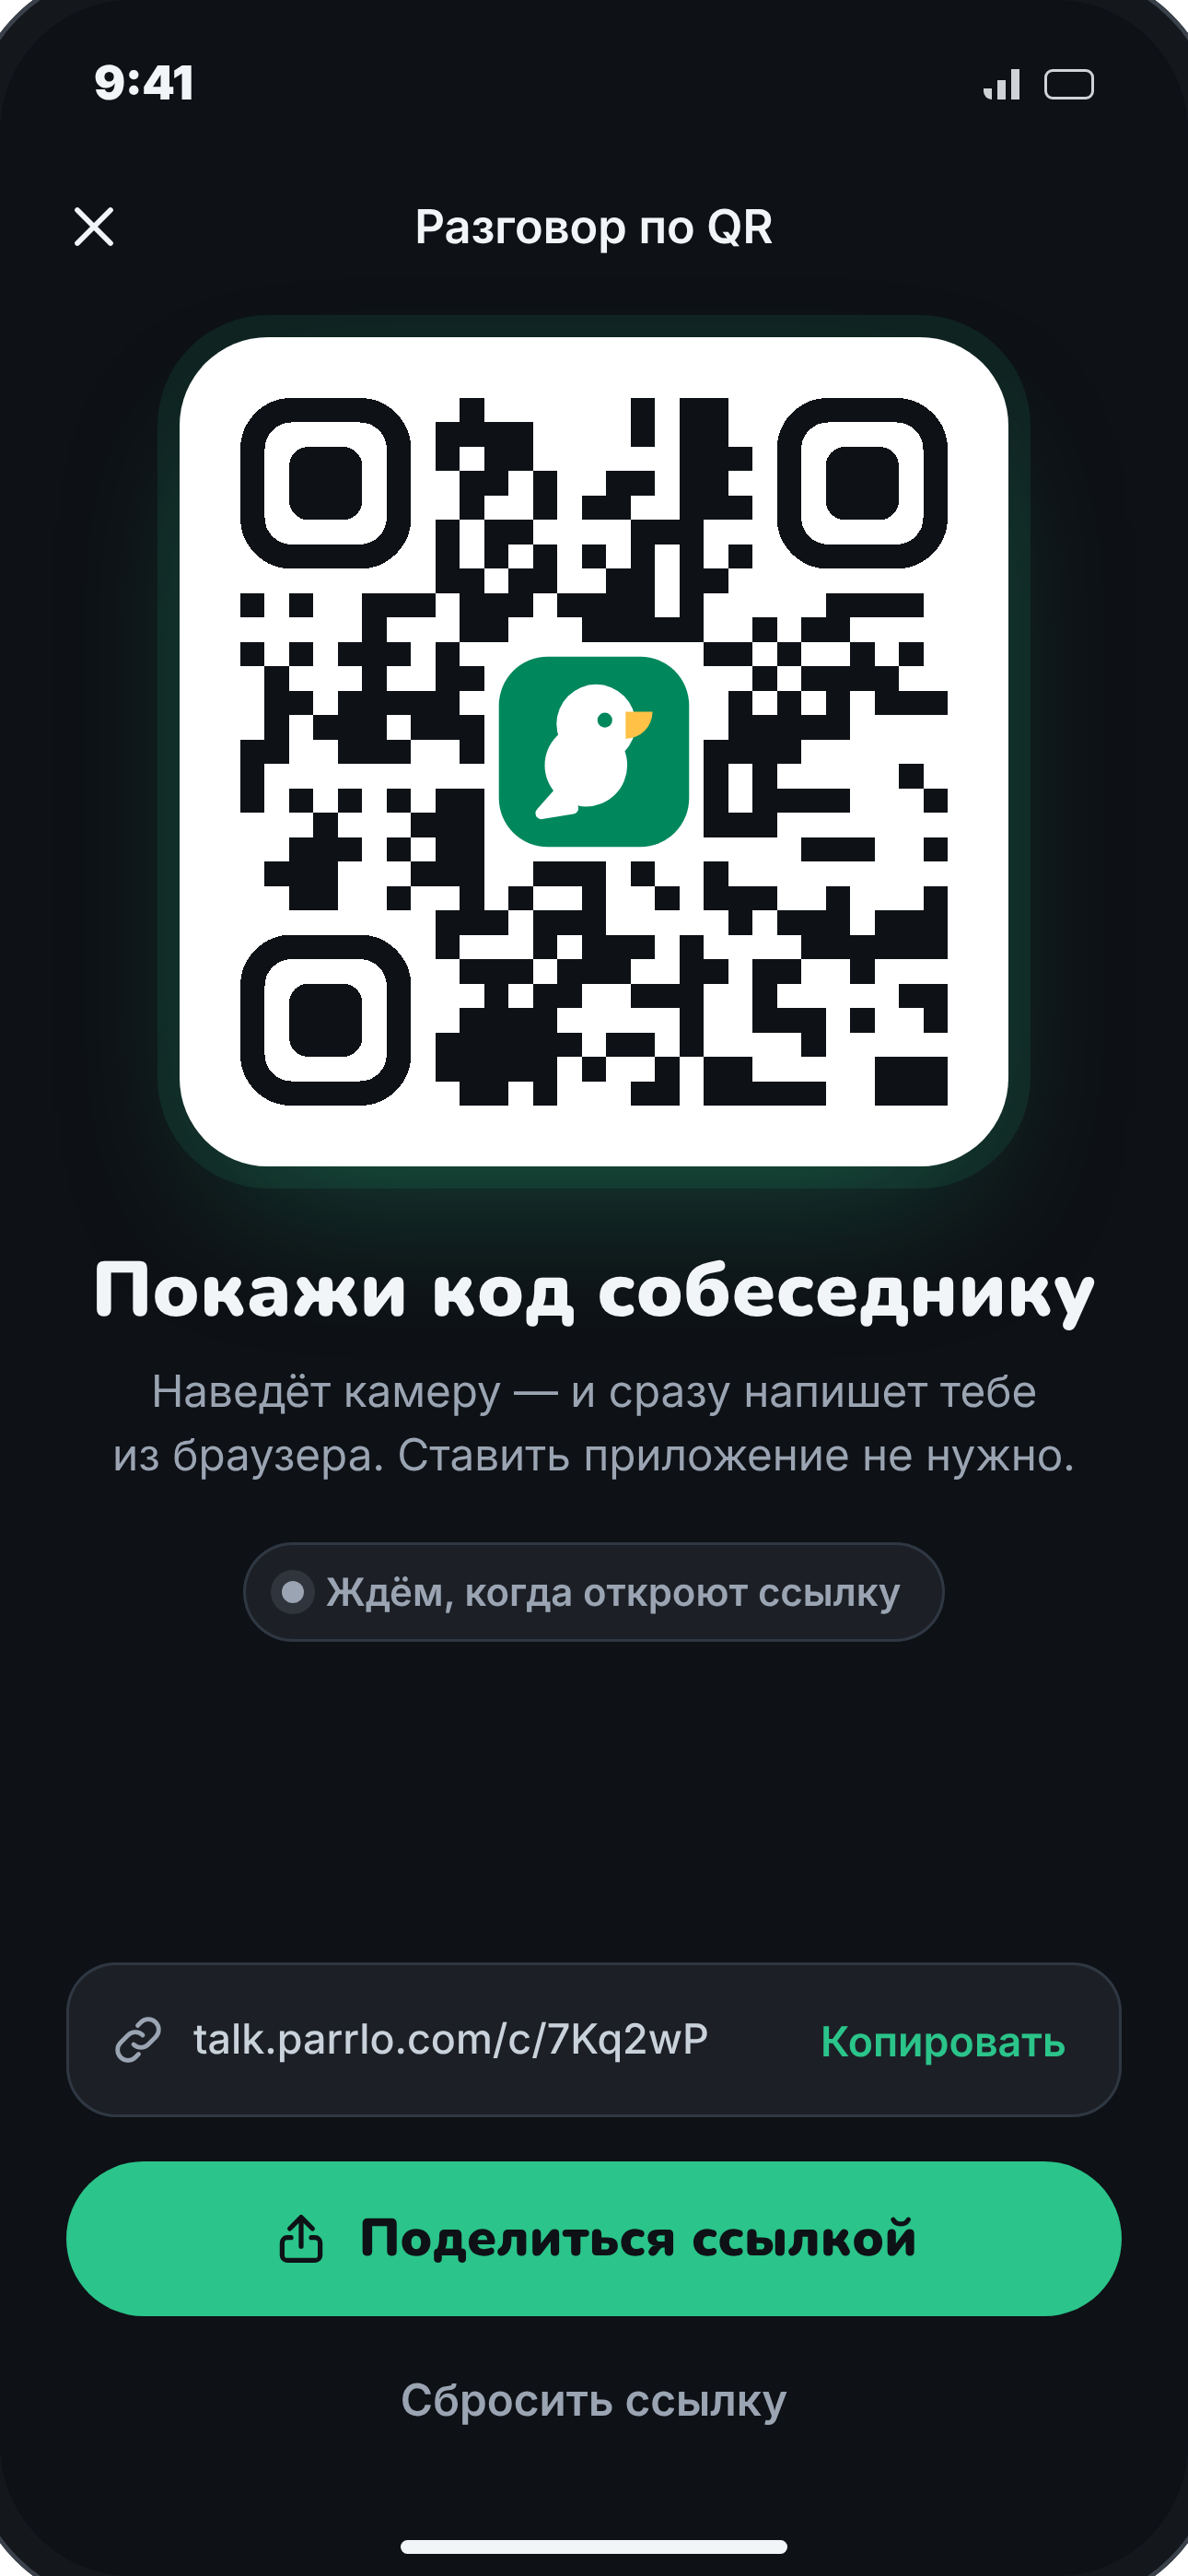 9:41
Разговор по QR
Покажи код собеседнику
Наведёт камеру — и сразу напишет тебе
из браузера. Ставить приложение не нужно.
Ждём, когда откроют ссылку
talk.parrlo.com/c/7Kq2wP
Копировать
Поделиться ссылкой
Сбросить ссылку